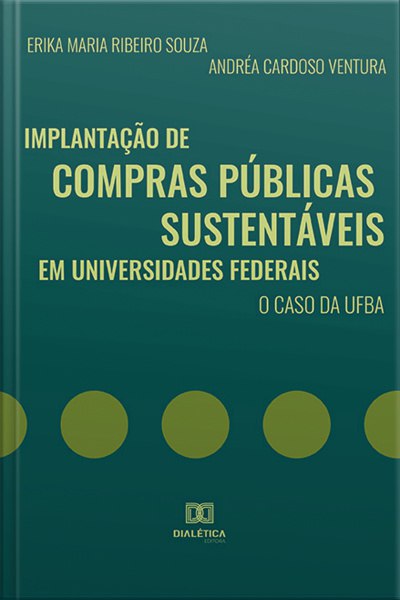 ERIKA MARIA RIBEIRO SOUZA
ANDRÉA CARDOSO VENTURA
IMPLANTAÇÃO DE
COMPRAS PÚBLICAS
SUSTENTÁVEIS
EM UNIVERSIDADES FEDERAIS
O CASO DA UFBA
DIALÉTICA
EDITORA